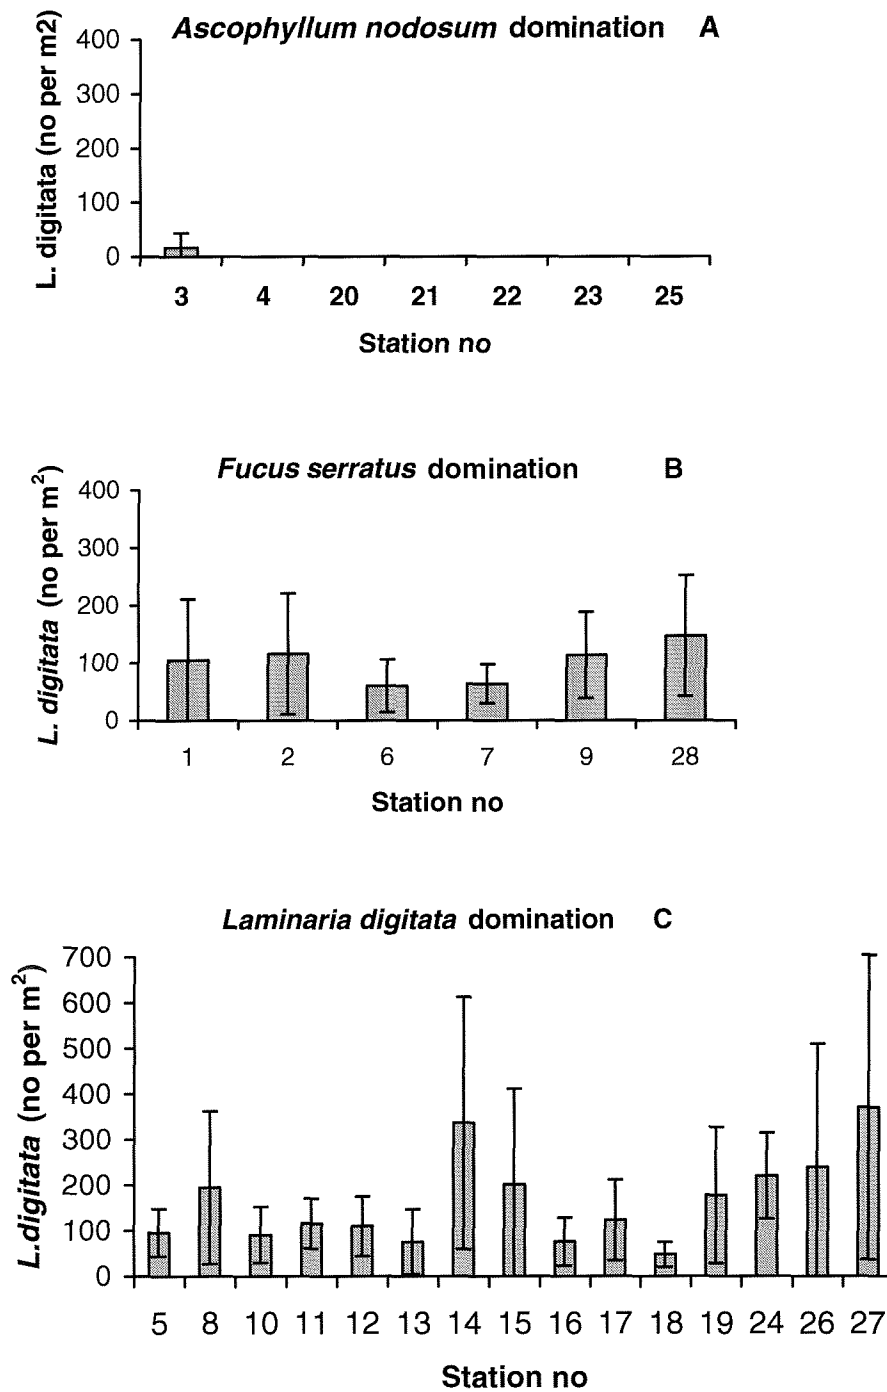 Ascophyllum nodosum domination A
L. digitata (no per m2)
400
300
200
100
0
3 4 20 21 22 23 25
Station no
Fucus serratus domination B
L. digitata (no per m²)
400
300
200
100
0
1 2 6 7 9 28
Station no
Laminaria digitata domination C
L.digitata (no per m²)
700
600
500
400
300
200
100
0
5 8 10 11 12 13 14 15 16 17 18 19 24 26 27
Station no